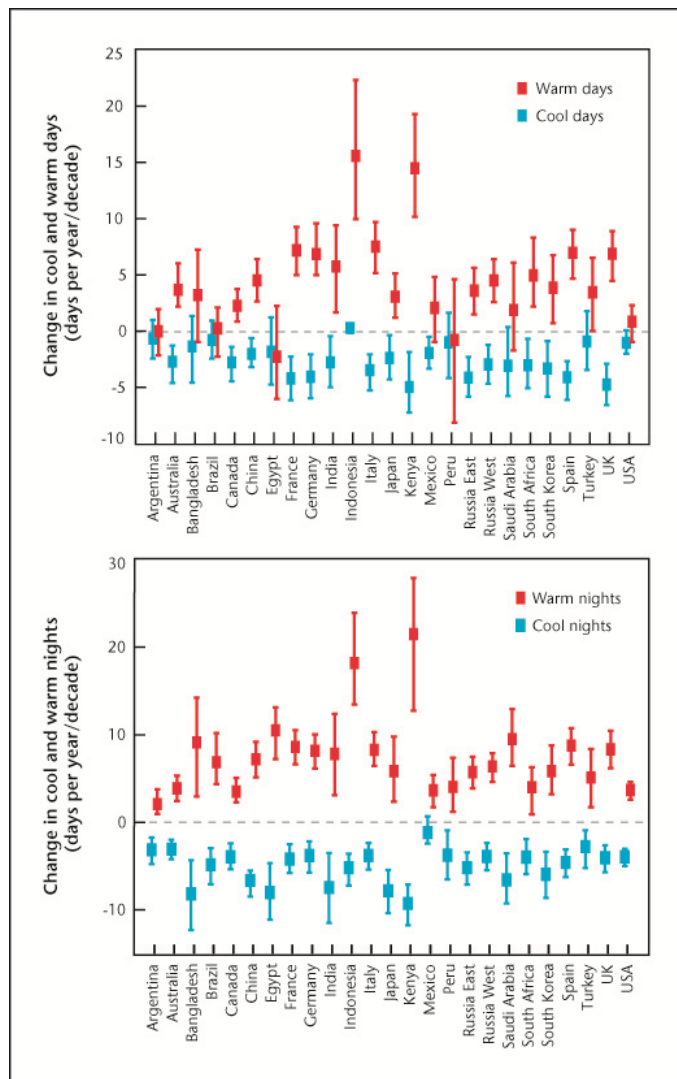 Change in cool and warm days
(days per year/decade)
25
20
15
10
5
0
-5
-10
Warm days
Cool days
Argentina
Australia
Bangladesh
Brazil
Canada
China
Egypt
France
Germany
India
Indonesia
Italy
Japan
Kenya
Mexico
Peru
Russia East
Russia West
Saudi Arabia
South Africa
South Korea
Spain
Turkey
UK
USA
Change in cool and warm nights
(days per year/decade)
30
20
10
0
-10
Warm nights
Cool nights
Argentina
Australia
Bangladesh
Brazil
Canada
China
Egypt
France
Germany
India
Indonesia
Italy
Japan
Kenya
Mexico
Peru
Russia East
Russia West
Saudi Arabia
South Africa
South Korea
Spain
Turkey
UK
USA